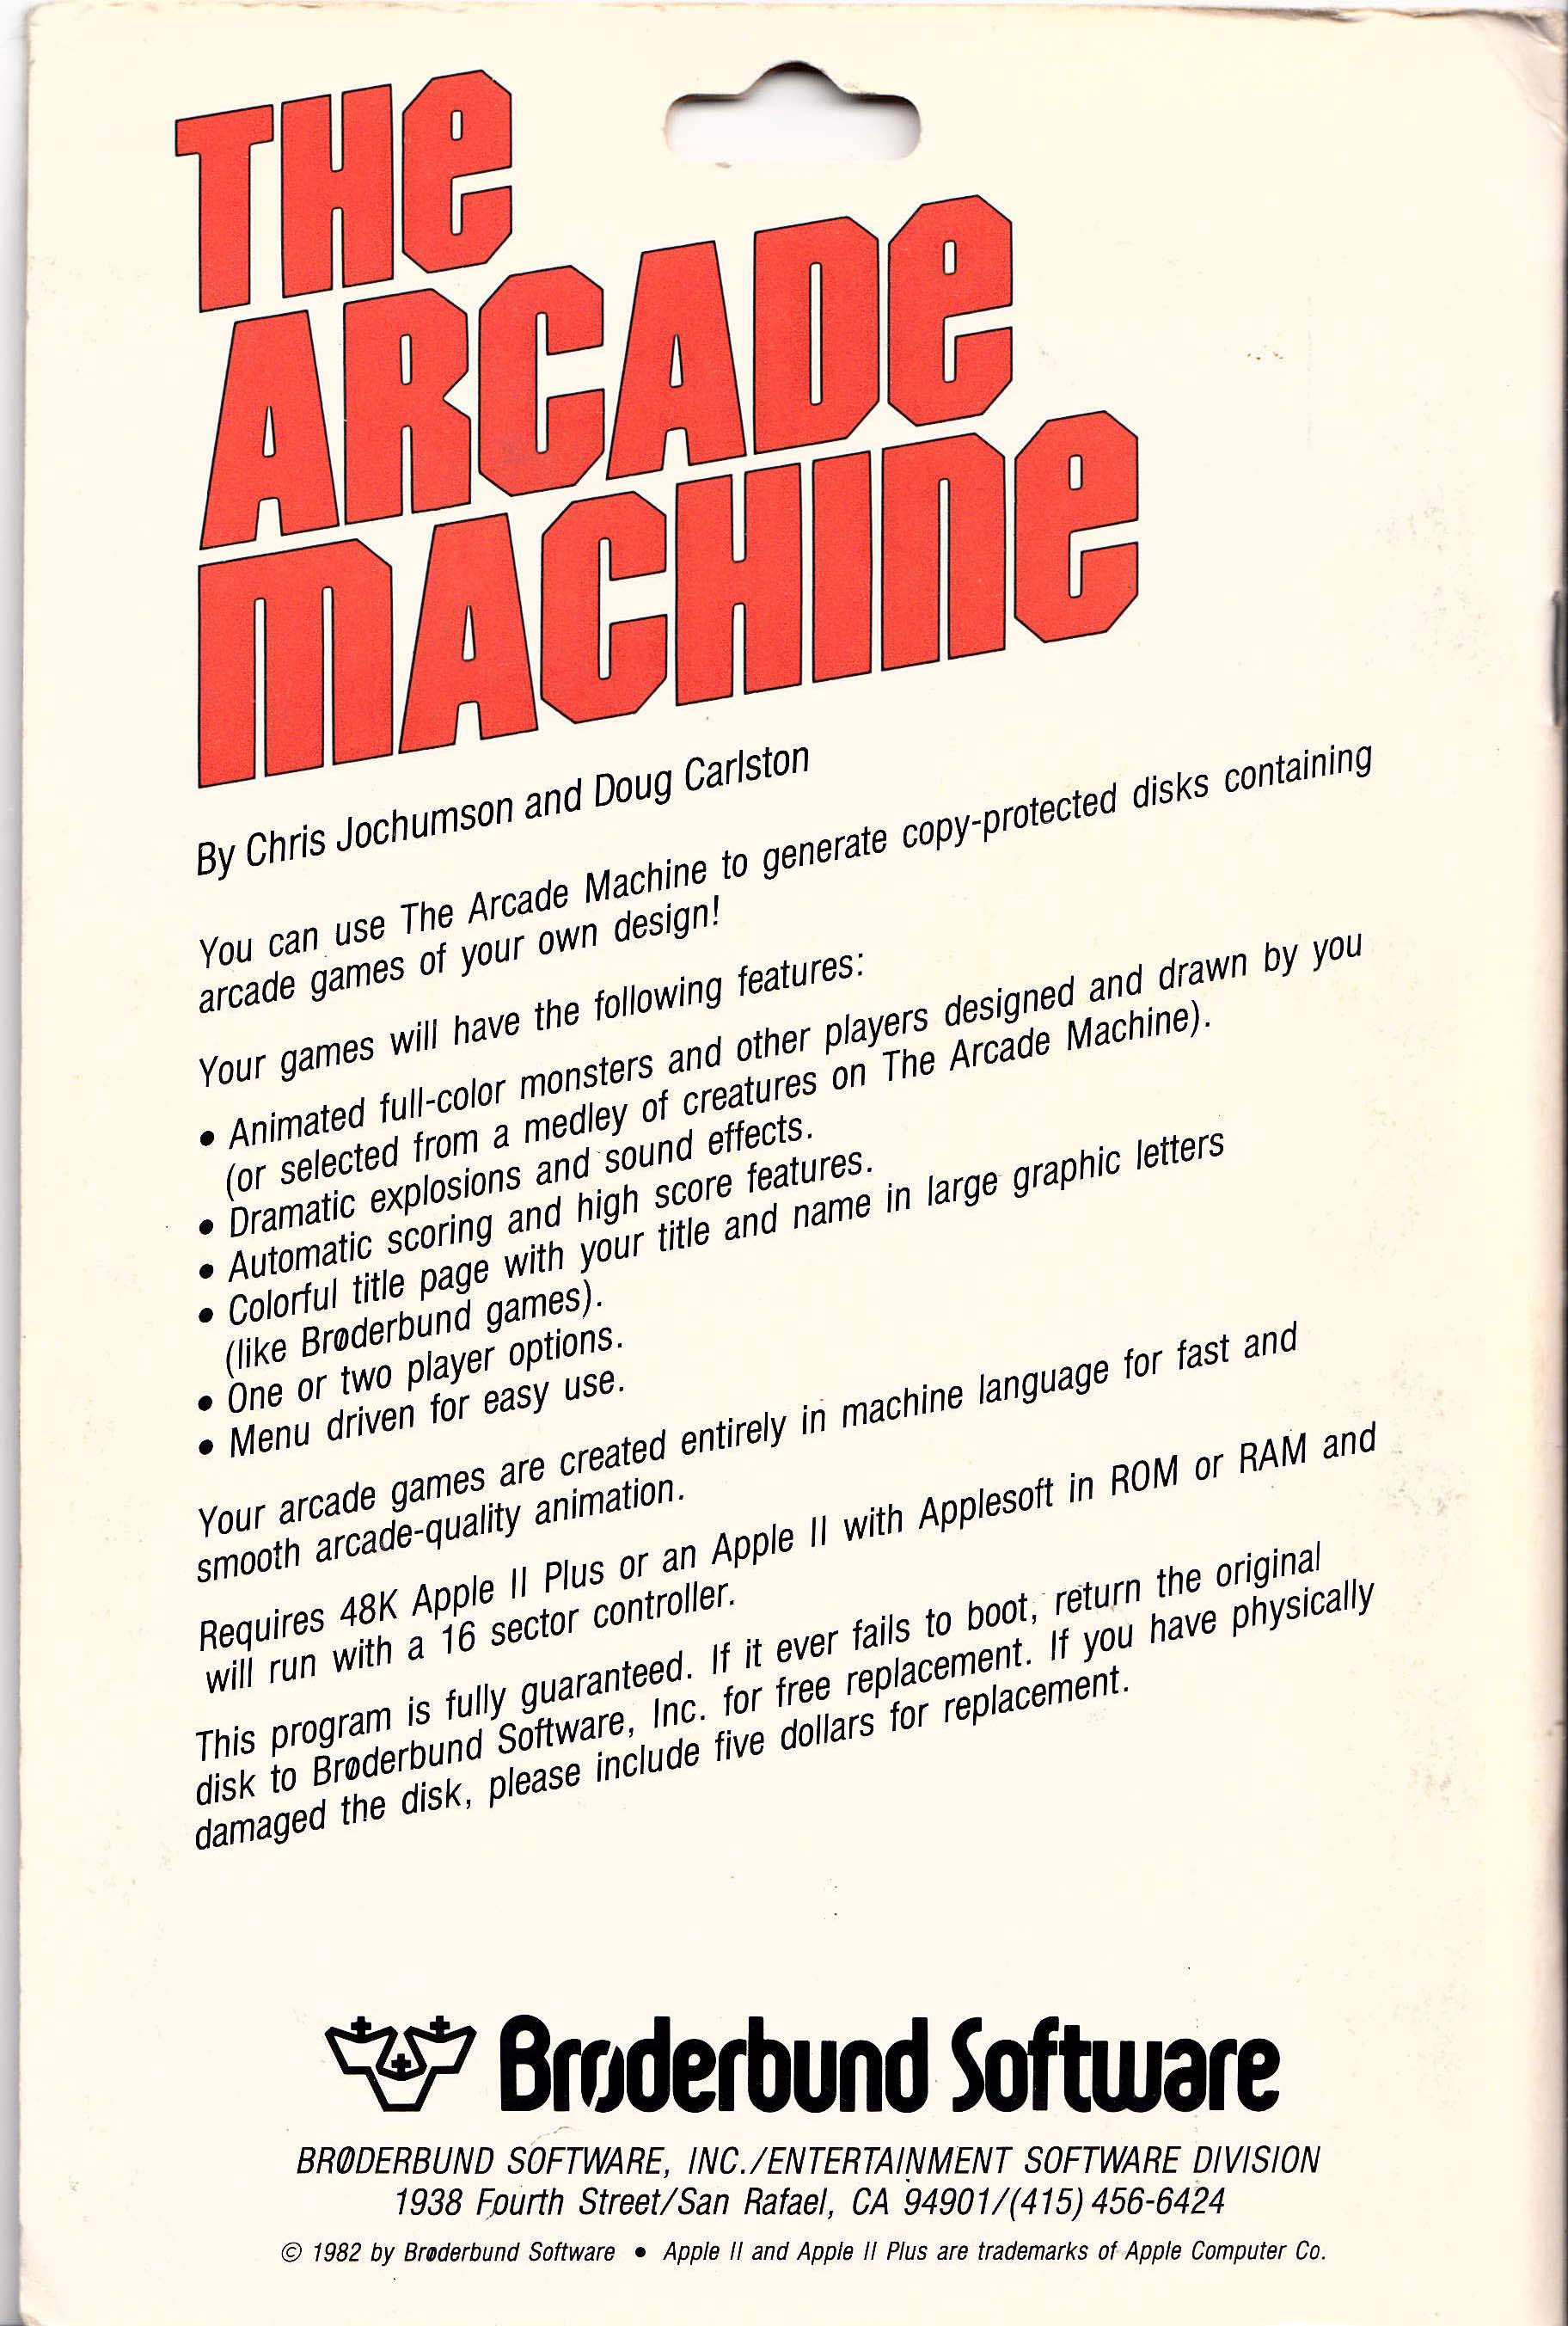 THE
ARCADE
MACHINE
By Chris Jochumson and Doug Carlston
You can use The Arcade Machine to generate copy-protected disks containing
arcade games of your own design!
Your games will have the following features:
• Animated full-color monsters and other players designed and drawn by you
(or selected from a medley of creatures on The Arcade Machine).
• Dramatic explosions and sound effects.
• Automatic scoring and high score features.
• Colorful title page with your title and name in large graphic letters
(like Brøderbund games).
• One or two player options.
• Menu driven for easy use.
Your arcade games are created entirely in machine language for fast and
smooth arcade-quality animation.
Requires 48K Apple II Plus or an Apple II with Applesoft in ROM or RAM and
will run with a 16 sector controller.
This program is fully guaranteed. If it ever fails to boot, return the original
disk to Brøderbund Software, Inc. for free replacement. If you have physically
damaged the disk, please include five dollars for replacement.
Brøderbund Software
BRØDERBUND SOFTWARE, INC./ENTERTAINMENT SOFTWARE DIVISION
1938 Fourth Street/San Rafael, CA 94901/(415) 456-6424
© 1982 by Brøderbund Software • Apple II and Apple II Plus are trademarks of Apple Computer Co.